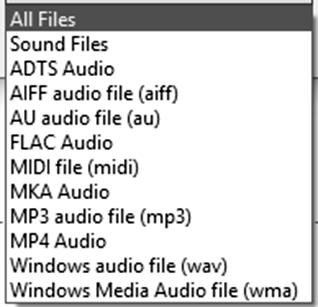 All Files
Sound Files
ADTS Audio
AIFF audio file (aiff)
AU audio file (au)
FLAC Audio
MIDI file (midi)
MKA Audio
MP3 audio file (mp3)
MP4 Audio
Windows audio file (wav)
Windows Media Audio file (wma)